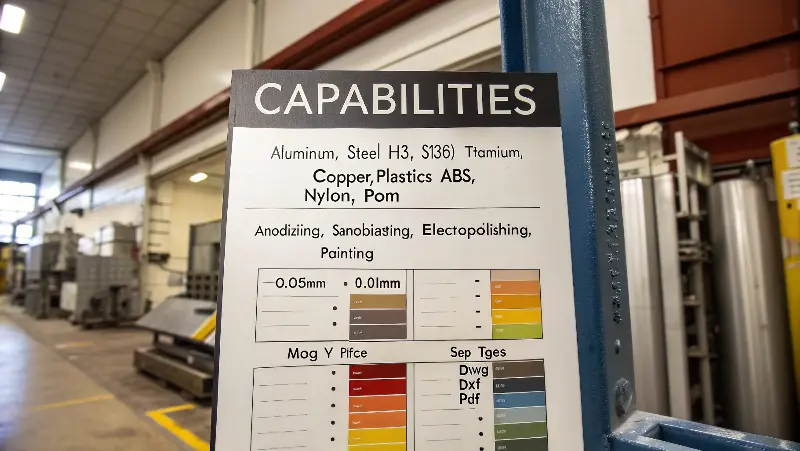 CAPABILITIES
Aluminum, Steel H3, S136) Ttamium,
Copper, Plastics ABS,
Nylon, Pom
Anodiziing, Sanobiasting, Electopolishing,
Painting
0.05mm • 0.01mm
Mog Y Pifce
Sep Tges
Dwg
Dxf
Pdf